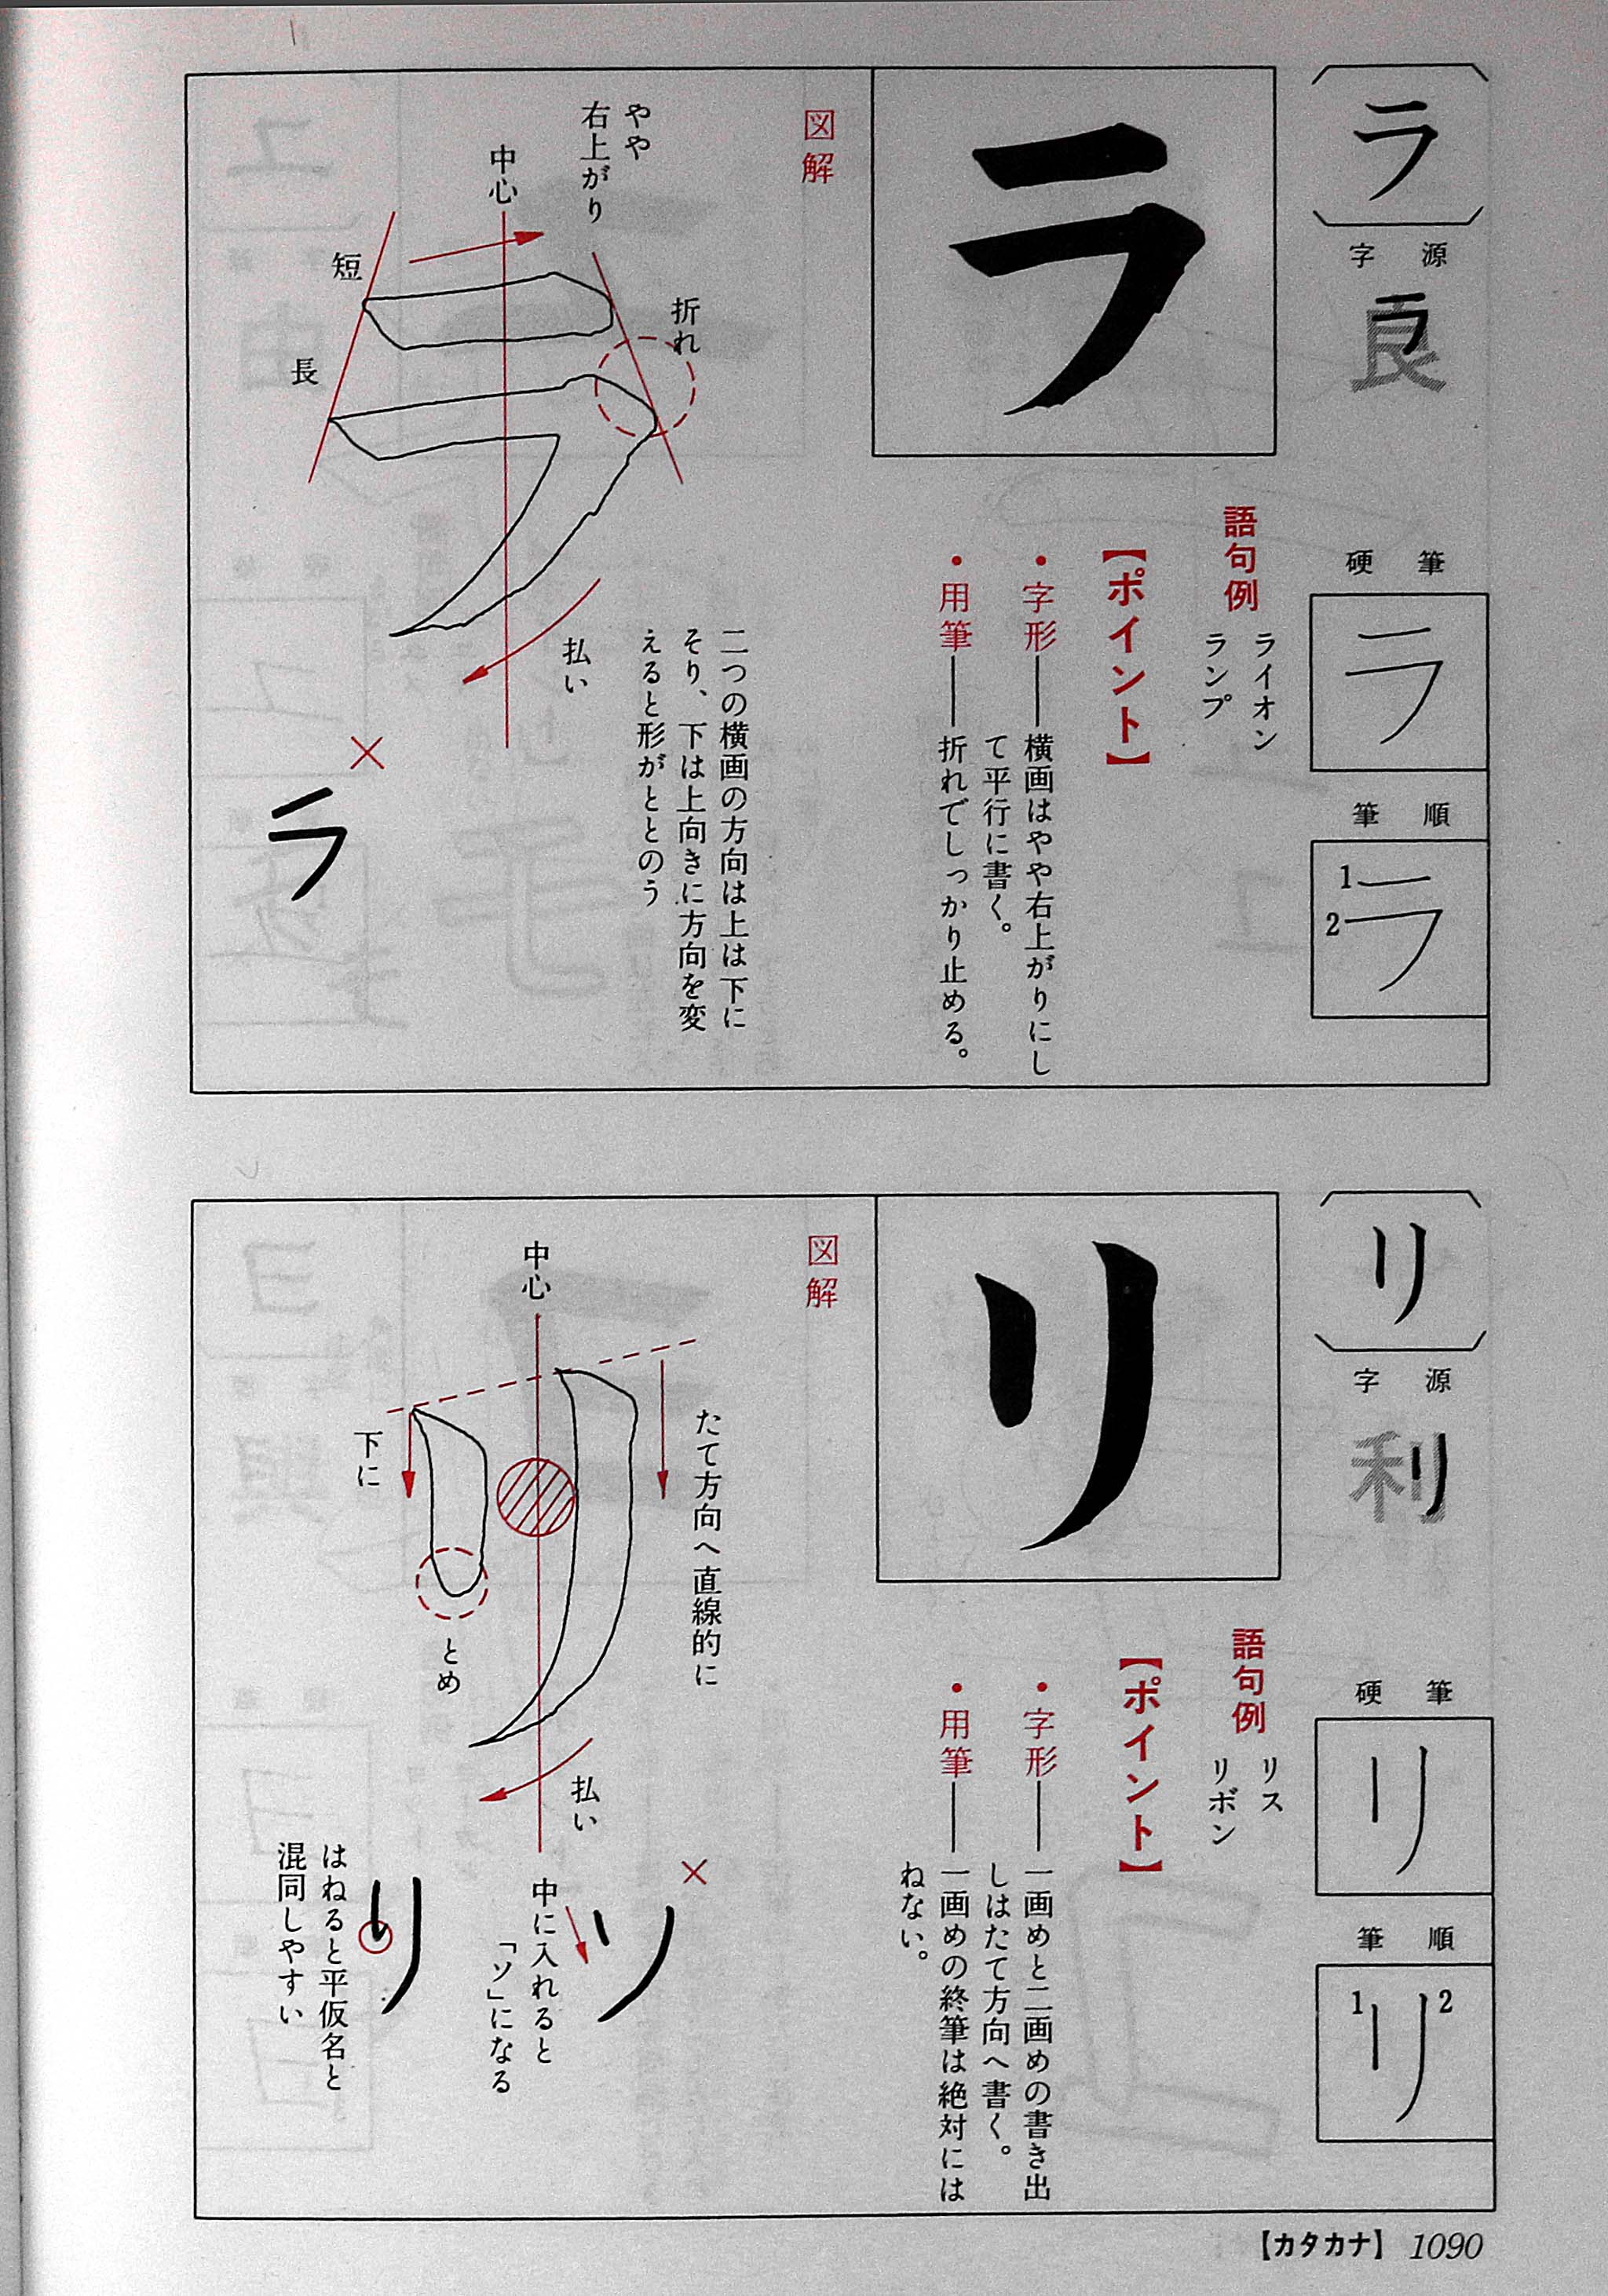 ラ
字源
良
硬筆
ラ
筆順
1 2
ラ
語句例
ライオン
ランプ
【ポイント】
・字形――横画はやや右上がりにし
て平行に書く。
・用筆――折れでしっかり止める。
ラ
図解
やや
右上がり
中心
短
長
折れ
払い
二つの横画の方向は上は下に
そり、下は上向きに方向を変
えると形がととのう
×
ラ
リ
字源
利
硬筆
リ
筆順
1 2
リ
語句例
リス
リボン
【ポイント】
・字形――一画めと二画めの書き出
しはたて方向へ書く。
・用筆――一画めの終筆は絶対には
ねない。
リ
図解
中心
たて方向へ直線的に
下に
とめ
払い
×
ソ
中に入れると
「ソ」になる
り
はねると平仮名と
混同しやすい
【カタカナ】 1090